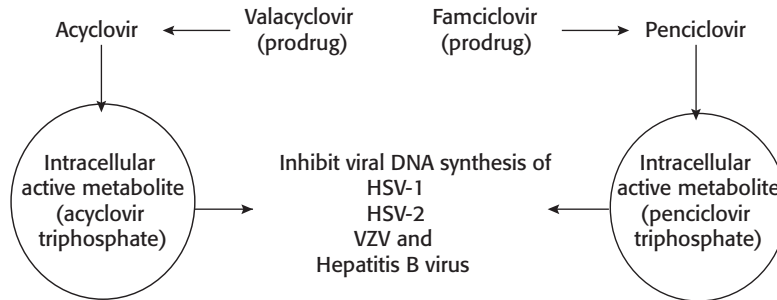 Acyclovir
Valacyclovir
(prodrug)
Famciclovir
(prodrug)
Penciclovir
Intracellular
active metabolite
(acyclovir
triphosphate)
Inhibit viral DNA synthesis of
HSV-1
HSV-2
VZV and
Hepatitis B virus
Intracellular
active metabolite
(penciclovir
triphosphate)